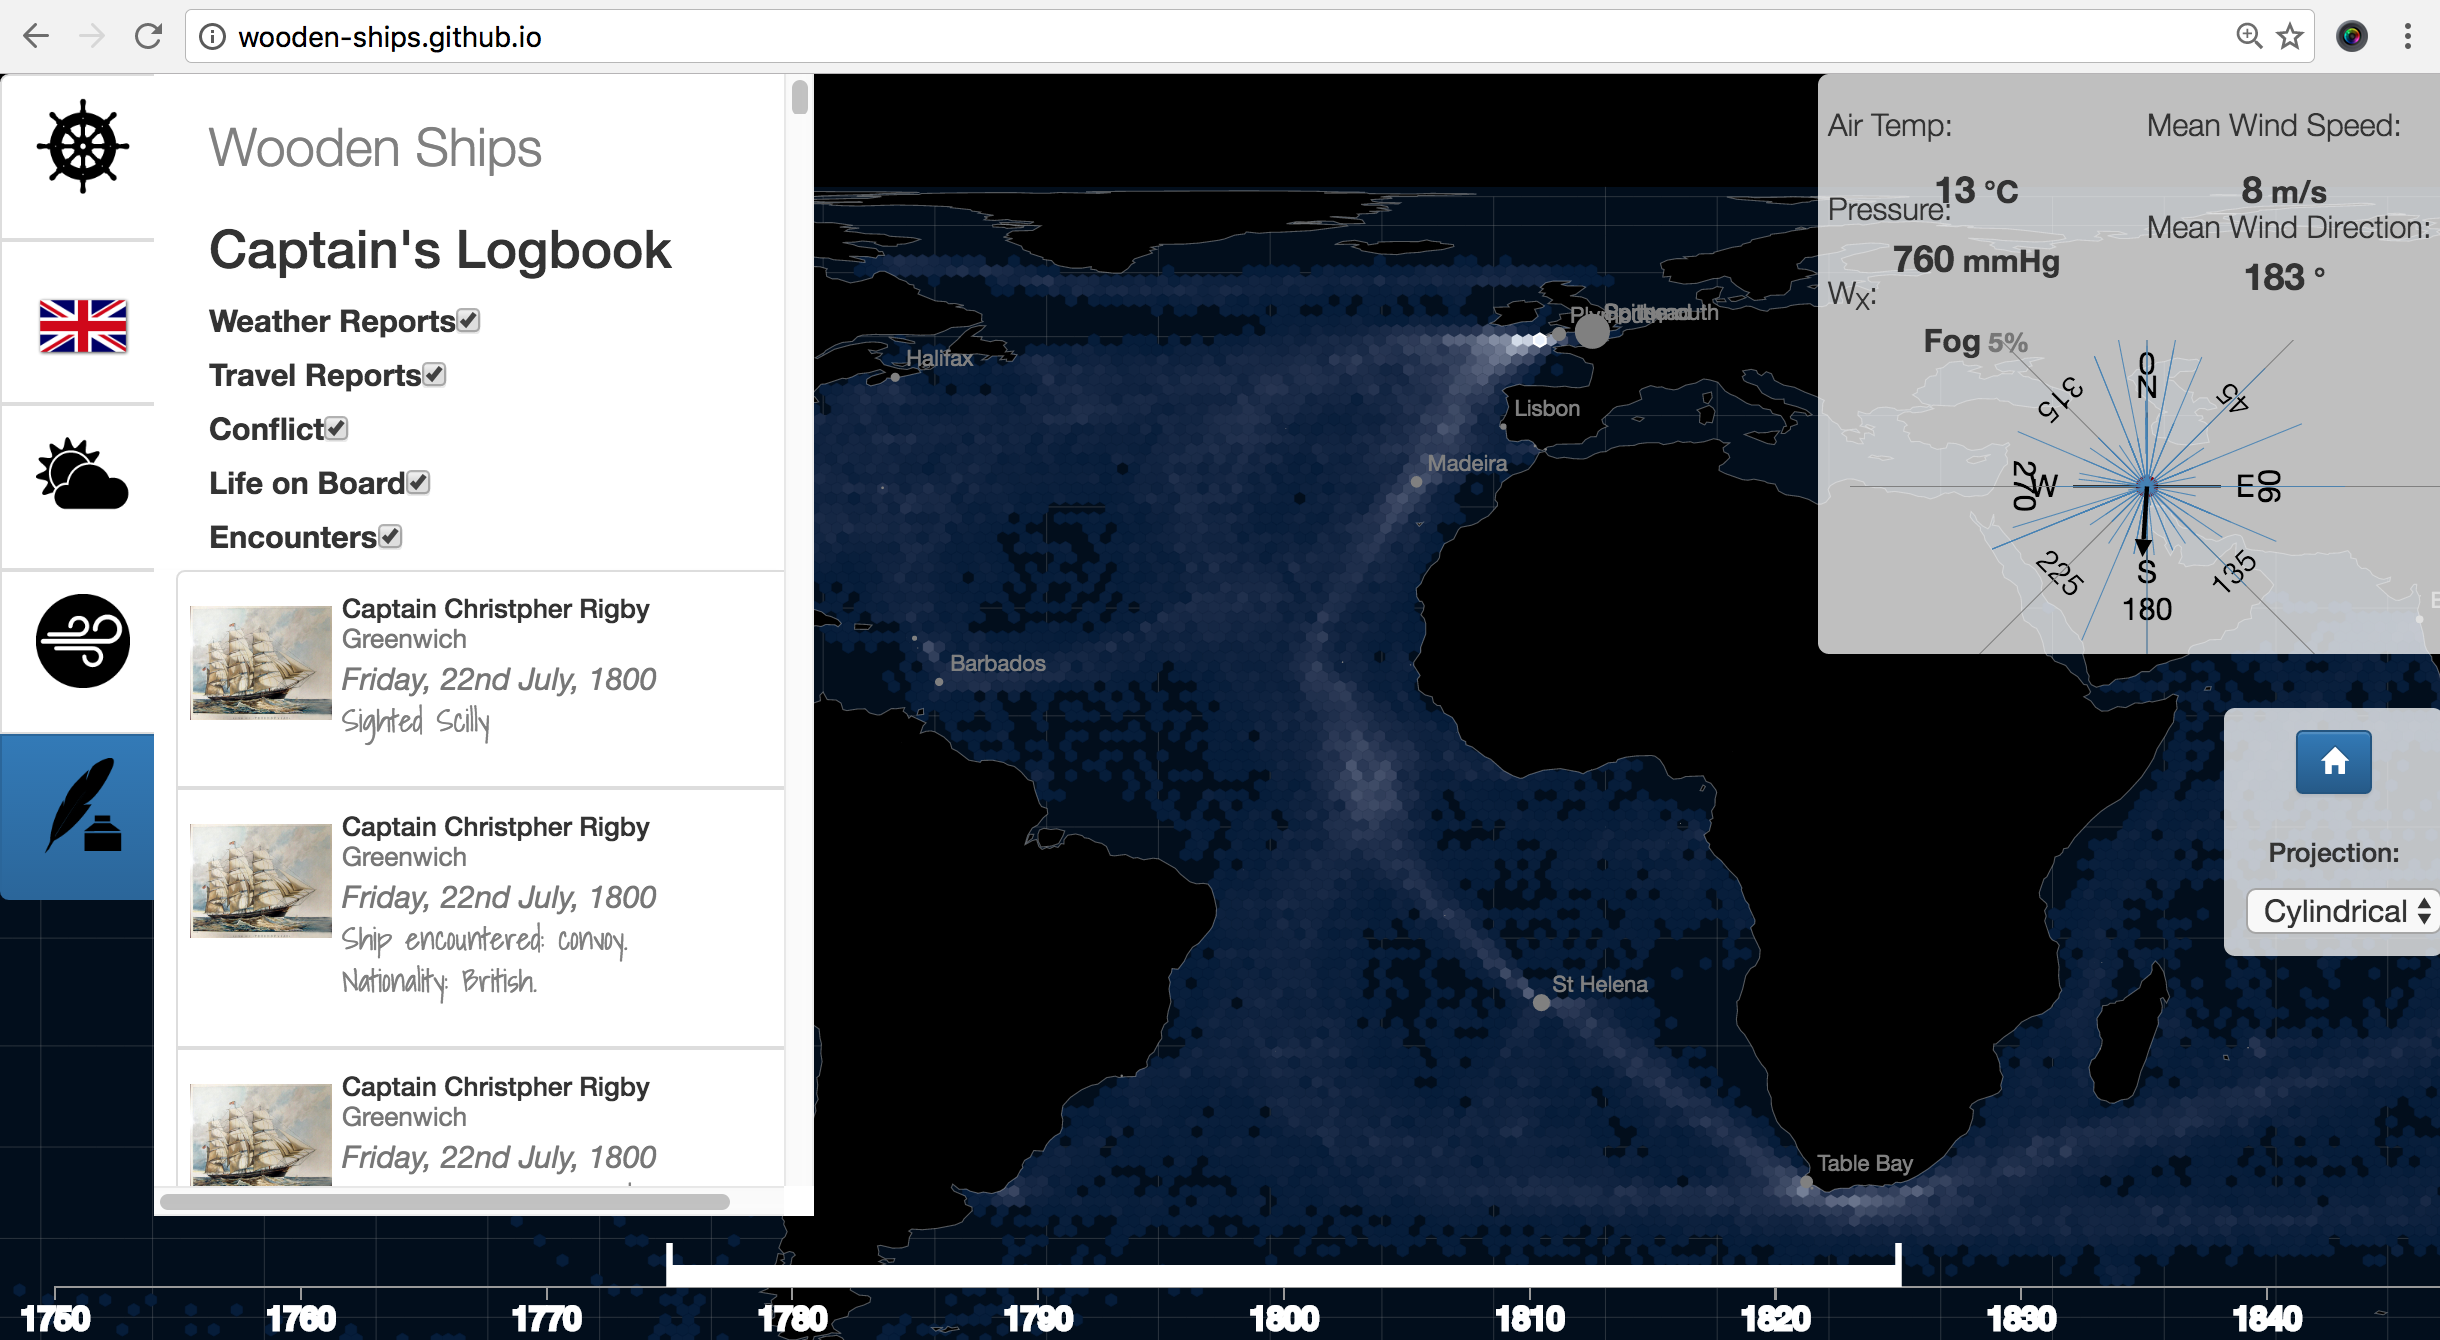 wooden-ships.github.io
Wooden Ships
Captain's Logbook
Weather Reports
Travel Reports
Conflict
Life on Board
Encounters
Captain Christpher Rigby
Greenwich
Friday, 22nd July, 1800
Sighted Scilly
Captain Christpher Rigby
Greenwich
Friday, 22nd July, 1800
Ship encountered: convoy.
Nationality: British.
Captain Christpher Rigby
Greenwich
Friday, 22nd July, 1800
Halifax
Plymouth
Lisbon
Madeira
Barbados
St Helena
Table Bay
Air Temp:
13 °C
Pressure:
760 mmHg
Wx:
Fog 5%
Mean Wind Speed:
8 m/s
Mean Wind Direction:
183 °
0
N
45
E
90
135
S
180
225
W
270
315
Projection:
Cylindrical
1750
1760
1770
1780
1790
1800
1810
1820
1830
1840